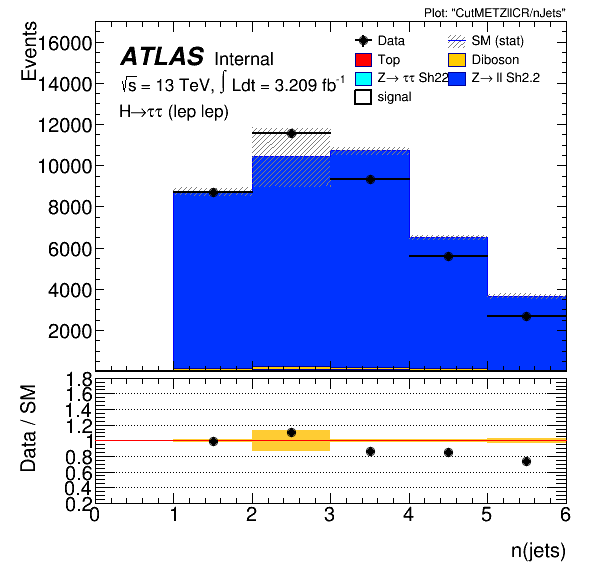 Plot: "CutMETZllCR/nJets"
Events
16000
14000
12000
10000
8000
6000
4000
2000
ATLAS Internal
√s = 13 TeV, ∫ Ldt = 3.209 fb⁻¹
H→ττ (lep lep)
Data
SM (stat)
Top
Diboson
Z→ ττ Sh22
Z→ ll Sh2.2
signal
Data / SM
1.8
1.6
1.4
1.2
1
0.8
0.6
0.4
0.2
0 1 2 3 4 5 6
n(jets)